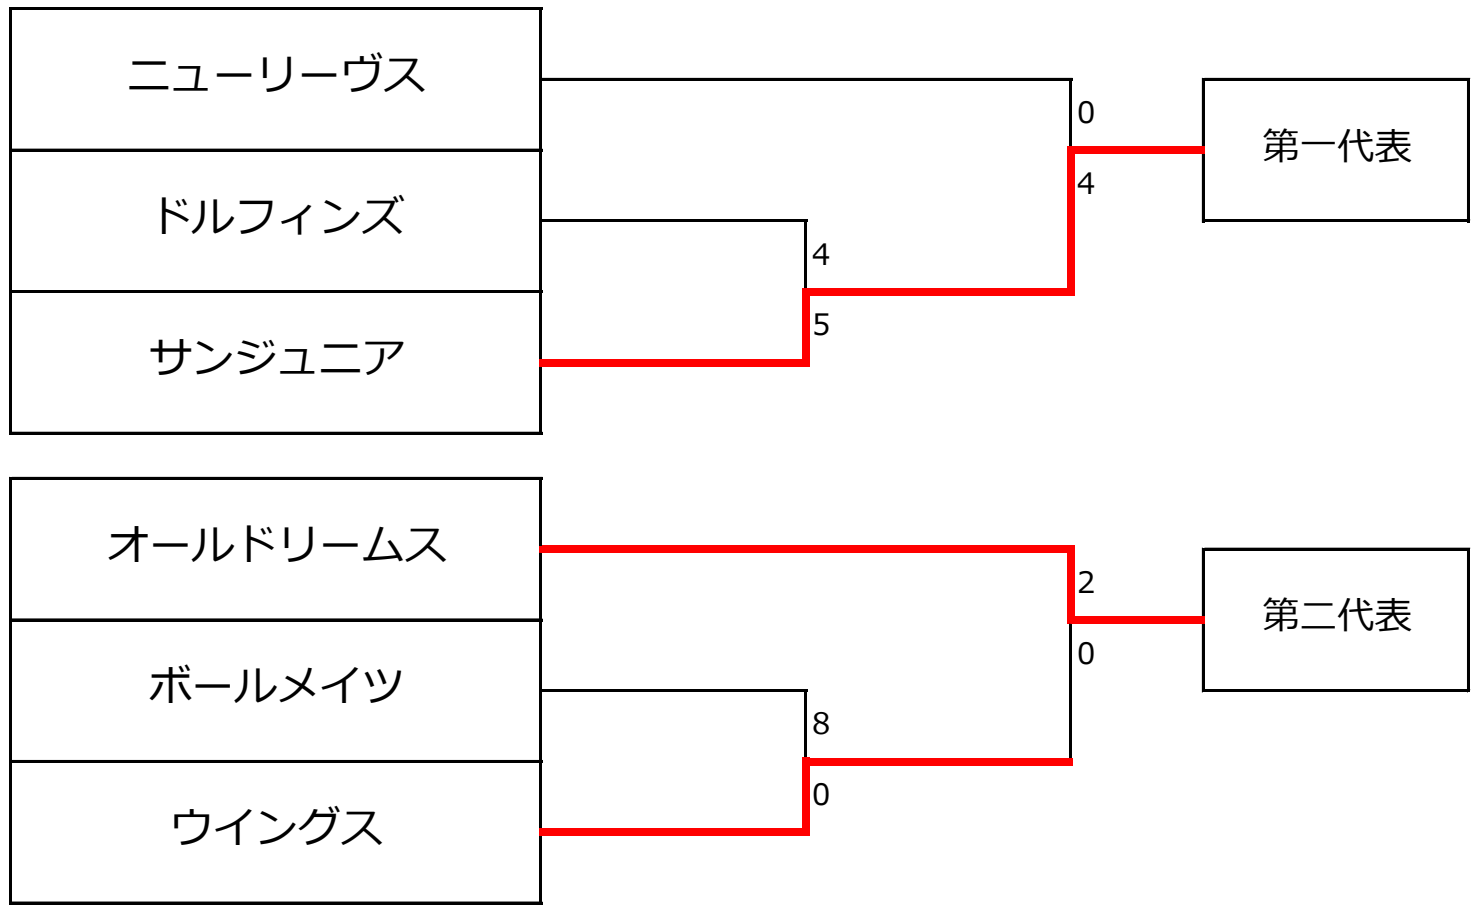 ニューリーヴス
0
第一代表
4
ドルフィンズ
4
5
サンジュニア
オールドリームス
2
第二代表
0
ボールメイツ
8
0
ウイングス